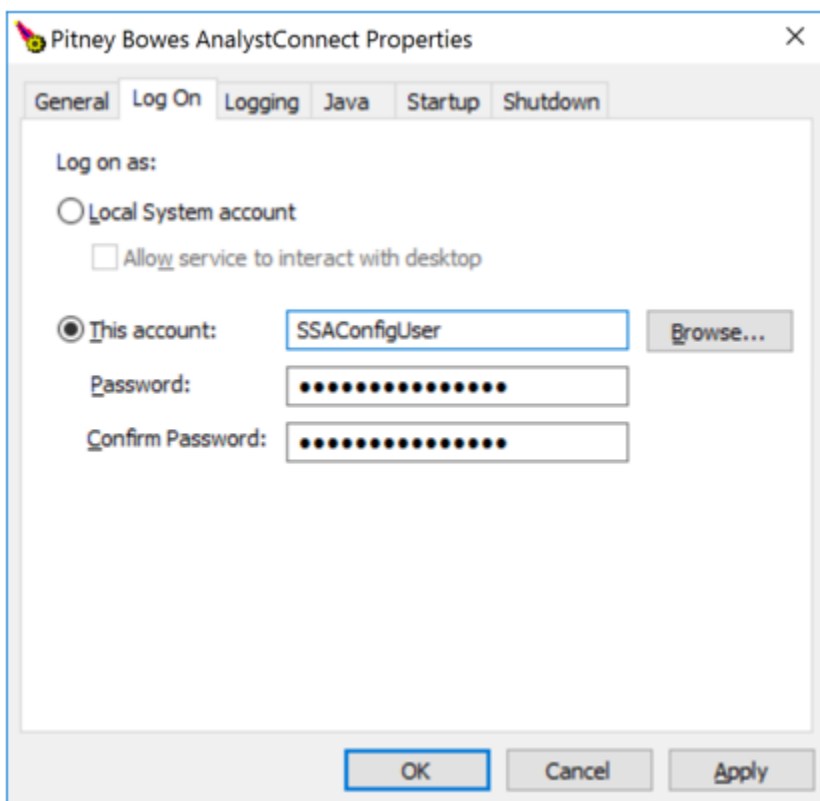 Pitney Bowes AnalystConnect Properties
General Log On Logging Java Startup Shutdown
Log on as:
Local System account
Allow service to interact with desktop
This account: SSAConfigUser Browse...
Password: ●●●●●●●●●●●●●●●
Confirm Password: ●●●●●●●●●●●●●●●
OK Cancel Apply